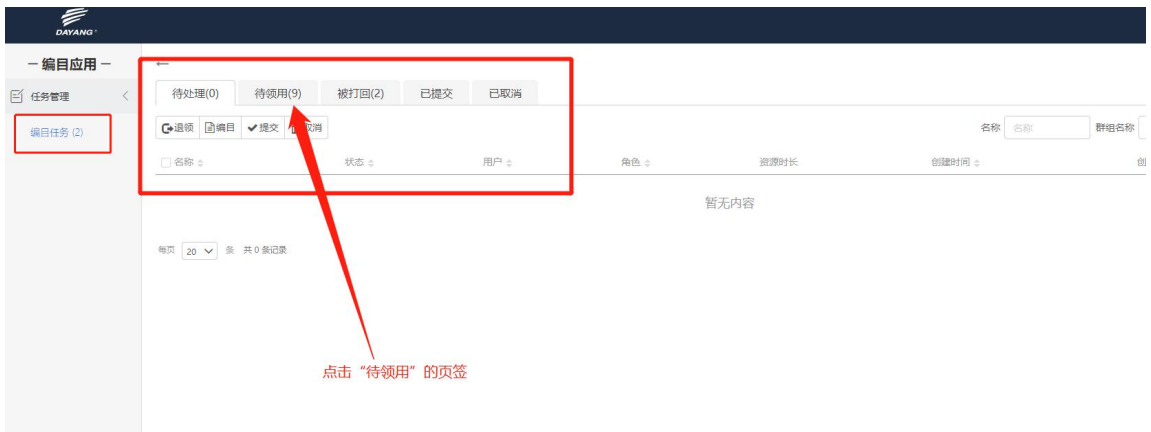 DAYANG
— 编目应用 —
←
任务管理
待处理(0) 待领用(9) 被打回(2) 已提交 已取消
编目任务 (2)
退领 编目 提交 取消
名称 名称 群组名称
名称 状态 用户 角色 资源时长 创建时间 创
暂无内容
每页 20 条 共 0 条记录
点击“待领用”的页签